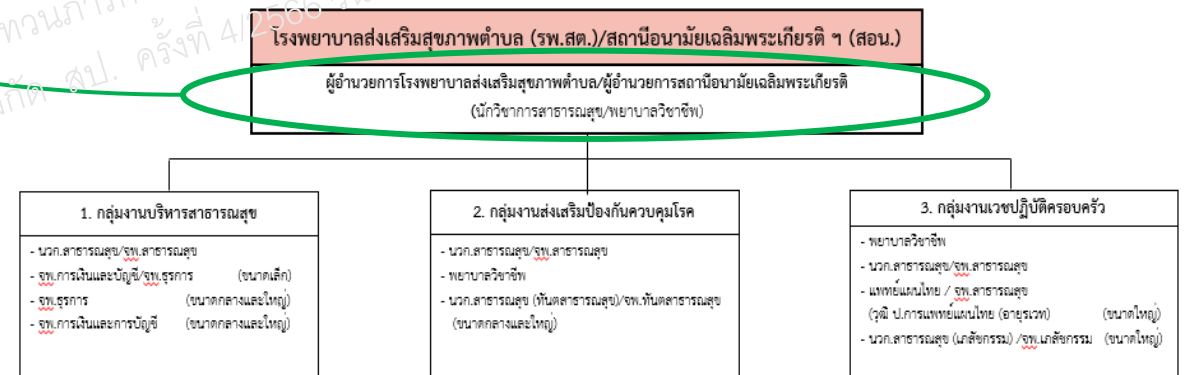 ครั้งที่ 4/2566
สังกัด สป.
โรงพยาบาลส่งเสริมสุขภาพตำบล (รพ.สต.)/สถานีอนามัยเฉลิมพระเกียรติ ฯ (สอน.)
ผู้อำนวยการโรงพยาบาลส่งเสริมสุขภาพตำบล/ผู้อำนวยการสถานีอนามัยเฉลิมพระเกียรติ
(นักวิชาการสาธารณสุข/พยาบาลวิชาชีพ)
1. กลุ่มงานบริหารสาธารณสุข
- นวก.สาธารณสุข/จพ.สาธารณสุข
- จพ.การเงินและบัญชี/จพ.ธุรการ (ขนาดเล็ก)
- จพ.ธุรการ (ขนาดกลางและใหญ่)
- จพ.การเงินและการบัญชี (ขนาดกลางและใหญ่)
2. กลุ่มงานส่งเสริมป้องกันควบคุมโรค
- นวก.สาธารณสุข/จพ.สาธารณสุข
- พยาบาลวิชาชีพ
- นวก.สาธารณสุข (ทันตสาธารณสุข)/จพ.ทันตสาธารณสุข
(ขนาดกลางและใหญ่)
3. กลุ่มงานเวชปฏิบัติครอบครัว
- พยาบาลวิชาชีพ
- นวก.สาธารณสุข/จพ.สาธารณสุข
- แพทย์แผนไทย / จพ.สาธารณสุข
(วุฒิ ป.การแพทย์แผนไทย (อายุรเวท) (ขนาดใหญ่)
- นวก.สาธารณสุข (เภสัชกรรม) /จพ.เภสัชกรรม (ขนาดใหญ่)